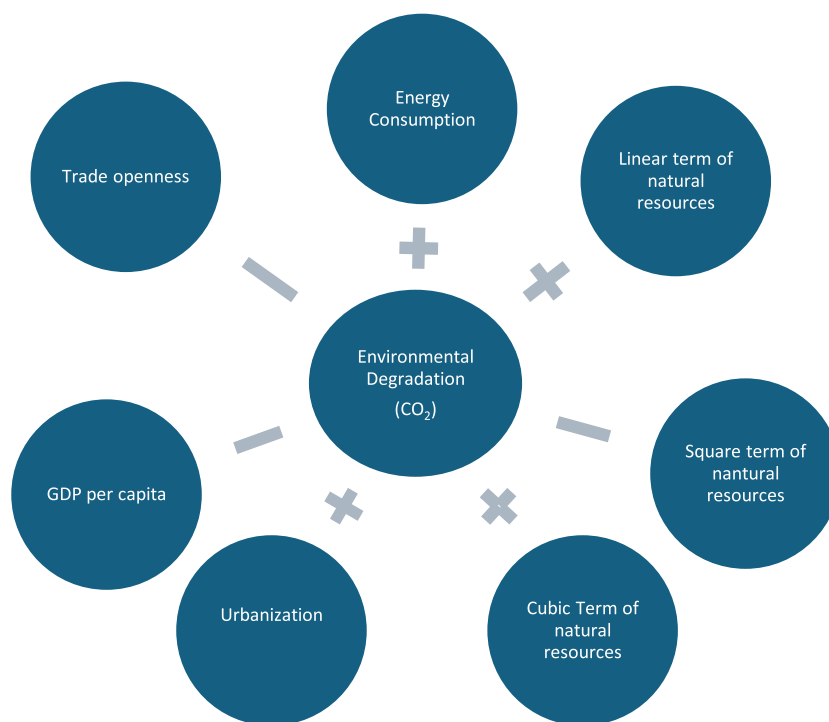 Energy
Consumption
Trade openness
Linear term of
natural
resources
Environmental
Degradation
(CO₂)
Square term of
nantural
resources
GDP per capita
Urbanization
Cubic Term of
natural
resources